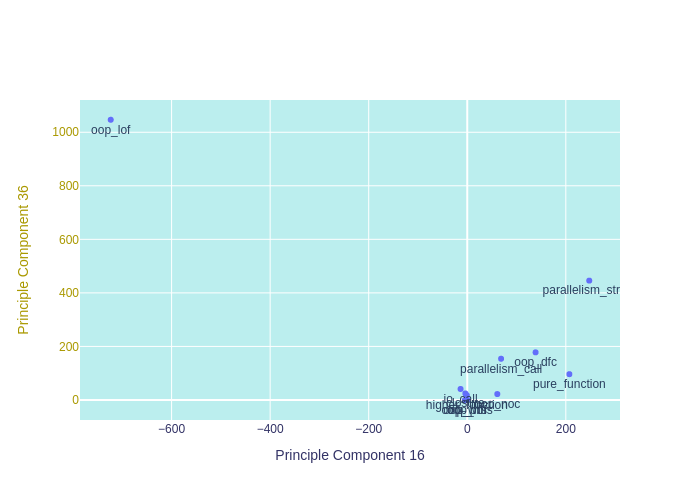 1000
800
600
400
200
0
Principle Component 36
oop_lof
parallelism_str
oop_dfc
parallelism_call
pure_function
−600
−400
−200
0
200
Principle Component 16